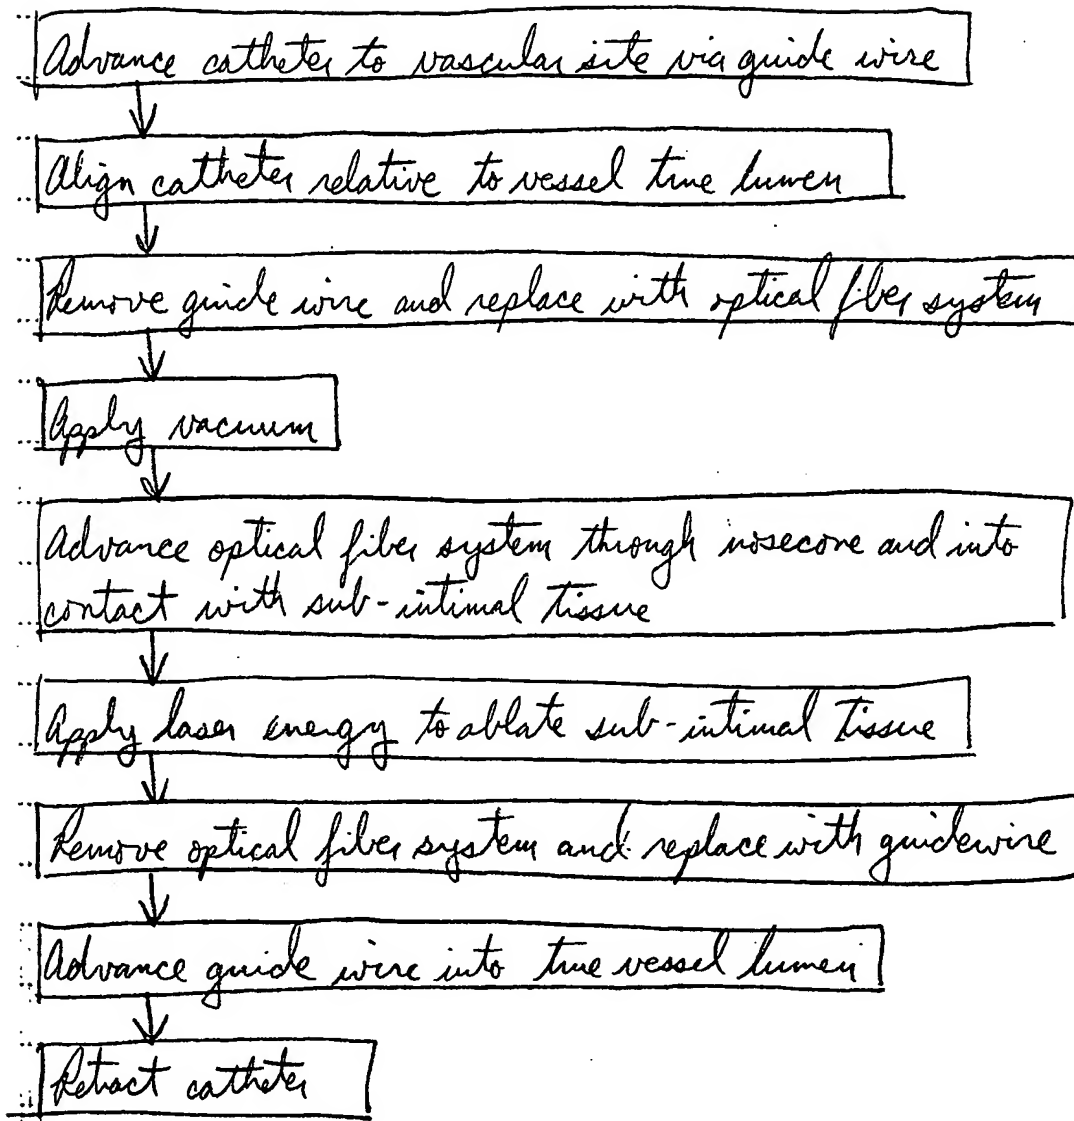 Advance catheter to vascular site via guide wire
Align catheter relative to vessel true lumen
Remove guide wire and replace with optical fiber system
Apply vacuum
Advance optical fiber system through nosecone and into
contact with sub-intimal tissue
Apply laser energy to ablate sub-intimal tissue
Remove optical fiber system and replace with guidewire
Advance guide wire into true vessel lumen
Retract catheter